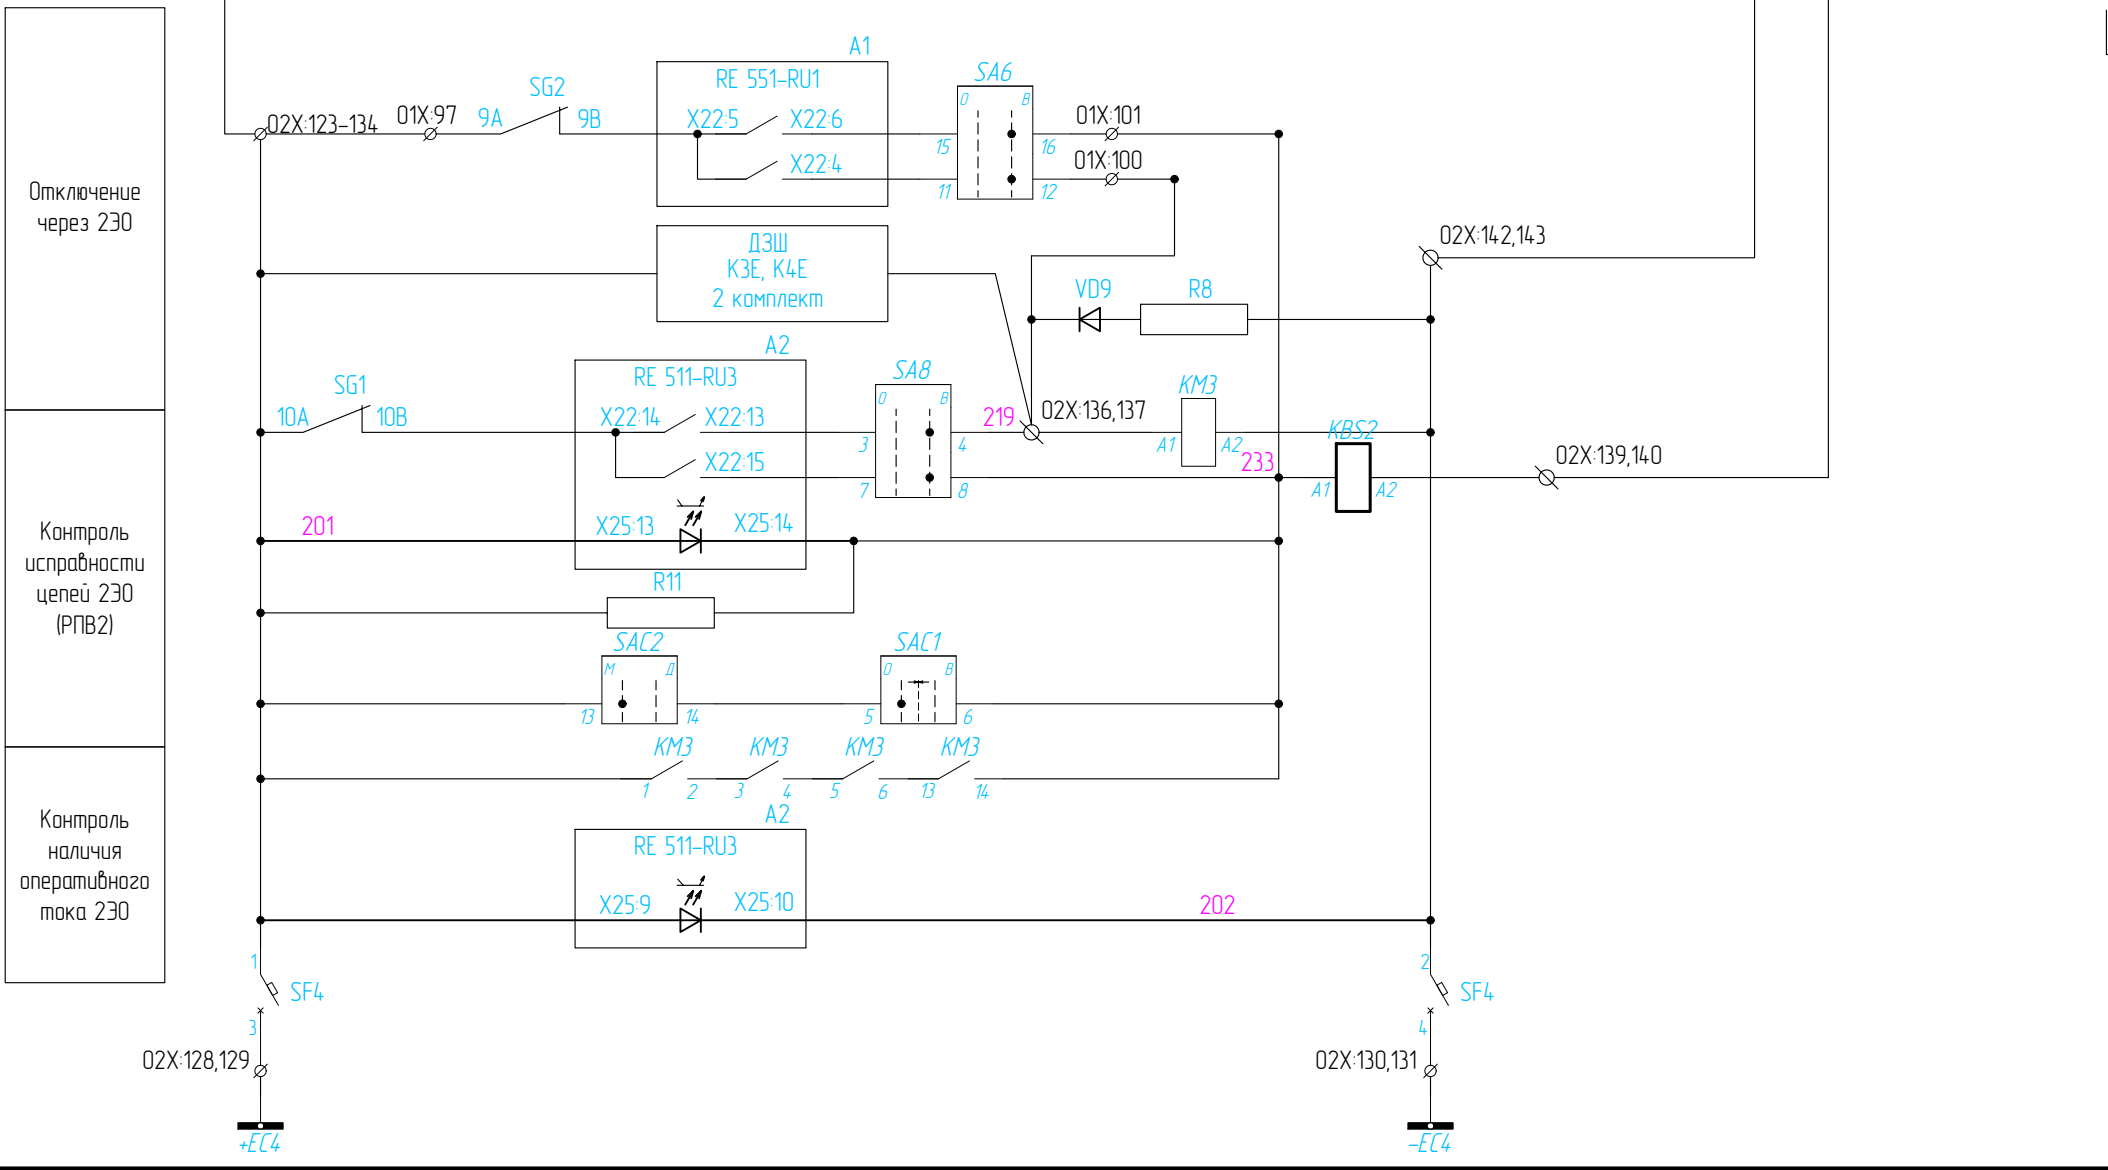 Отключение
через 2ЭО
Контроль
исправности
цепей 2ЭО
(РПВ2)
Контроль
наличия
оперативного
тока 2ЭО
A1
RE 551-RU1
SA6
SG2
02X:123-134
01X:97
9A
9B
X22:5
X22:6
X22:4
O
B
15
16
11
12
01X:101
01X:100
ДЗШ
K3E, K4E
2 комплект
02X:142,143
VD9
R8
A2
RE 511-RU3
SA8
KM3
SG1
10A
10B
X22:14
X22:13
X22:15
O
B
3
4
7
8
219
02X:136,137
A1
A2
KBS2
233
A1
A2
02X:139,140
201
X25:13
X25:14
R11
SAC2
SAC1
М
Д
O
B
13
14
5
6
KM3
KM3
KM3
KM3
1
2
3
4
5
6
13
14
A2
RE 511-RU3
X25:9
X25:10
202
1
SF4
3
02X:128,129
+EC4
2
SF4
4
02X:130,131
-EC4